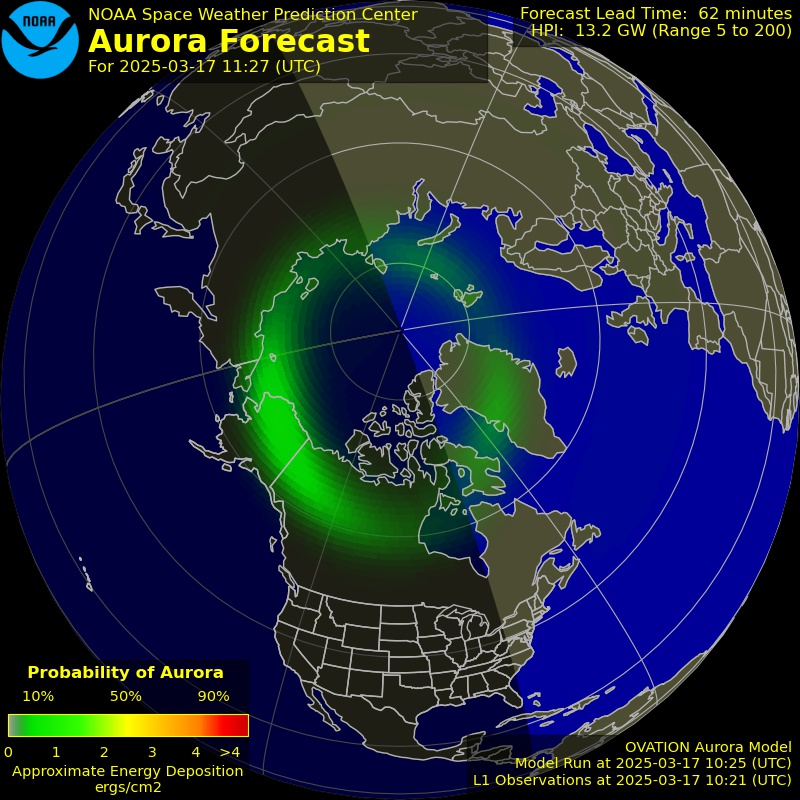 NOAA
NOAA Space Weather Prediction Center
Aurora Forecast
For 2025-03-17 11:27 (UTC)
Forecast Lead Time: 62 minutes
HPI: 13.2 GW (Range 5 to 200)
Probability of Aurora
10% 50% 90%
0 1 2 3 4 >4
Approximate Energy Deposition
ergs/cm2
OVATION Aurora Model
Model Run at 2025-03-17 10:25 (UTC)
L1 Observations at 2025-03-17 10:21 (UTC)